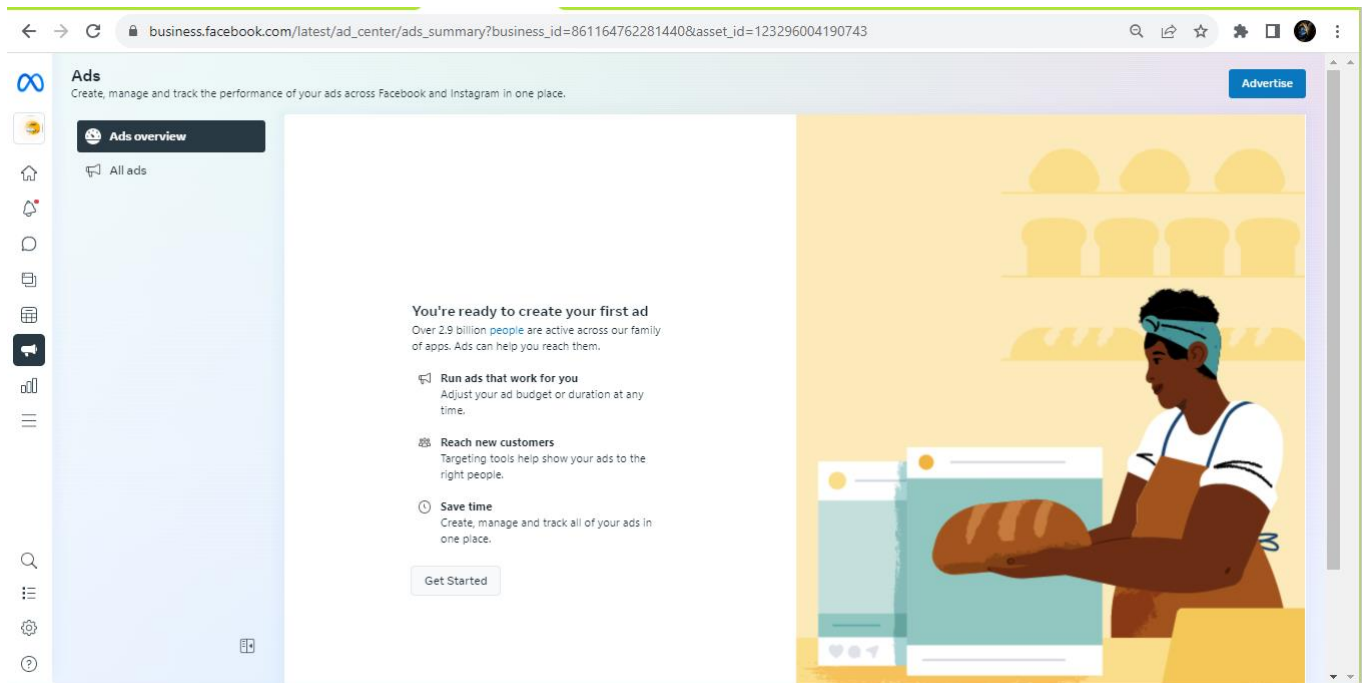 business.facebook.com/latest/ad_center/ads_summary?business_id=861164762281440&asset_id=123296004190743
Ads
Create, manage and track the performance of your ads across Facebook and Instagram in one place.
Advertise
Ads overview
All ads
You're ready to create your first ad
Over 2.9 billion people are active across our family
of apps. Ads can help you reach them.
Run ads that work for you
Adjust your ad budget or duration at any
time.
Reach new customers
Targeting tools help show your ads to the
right people.
Save time
Create, manage and track all of your ads in
one place.
Get Started